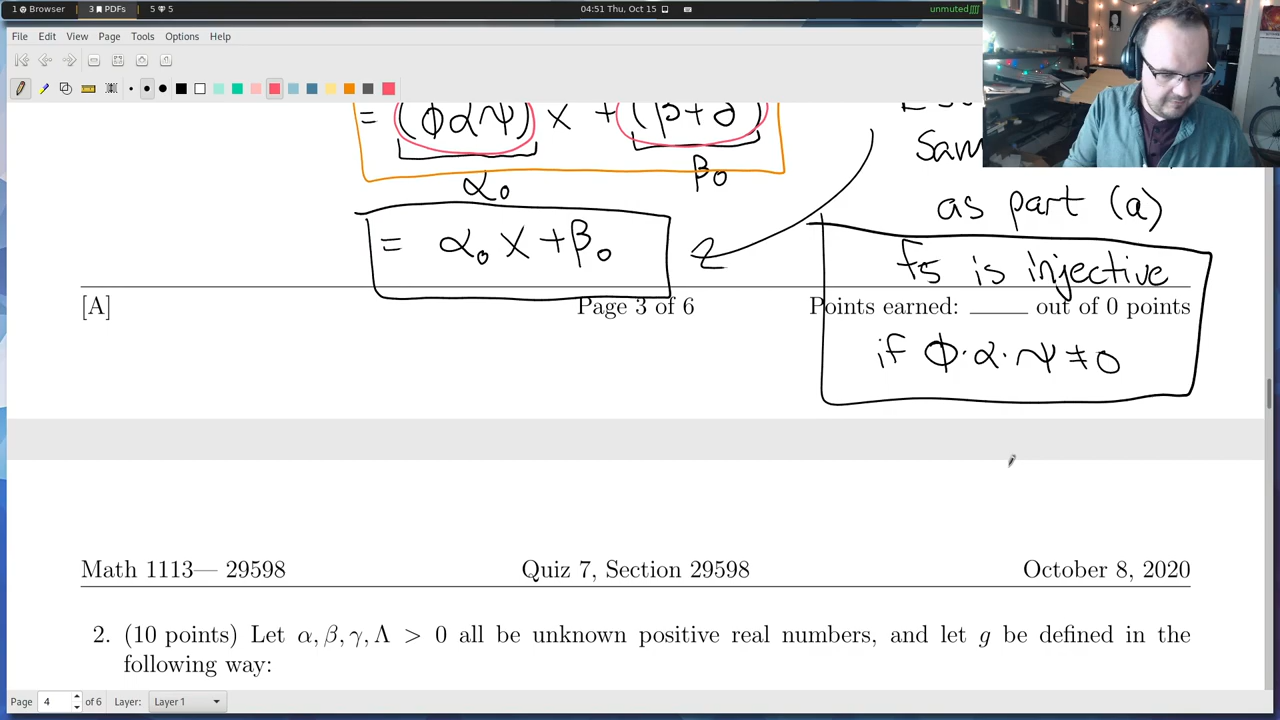 1 Browser 3 PDFs 5 5 04:51 Thu, Oct 15 unmuted
File Edit View Page Tools Options Help
= (ϕαψ) x + (β+δ)
α₀ β₀
= α₀ x + β₀
as part (a)
f₅ is injective
if ϕ·α·ψ ≠ 0
[A] Page 3 of 6 Points earned: _____ out of 0 points
Math 1113— 29598 Quiz 7, Section 29598 October 8, 2020
2. (10 points) Let α, β, γ, Λ > 0 all be unknown positive real numbers, and let g be defined in the
following way:
Page 4 of 6 Layer: Layer 1